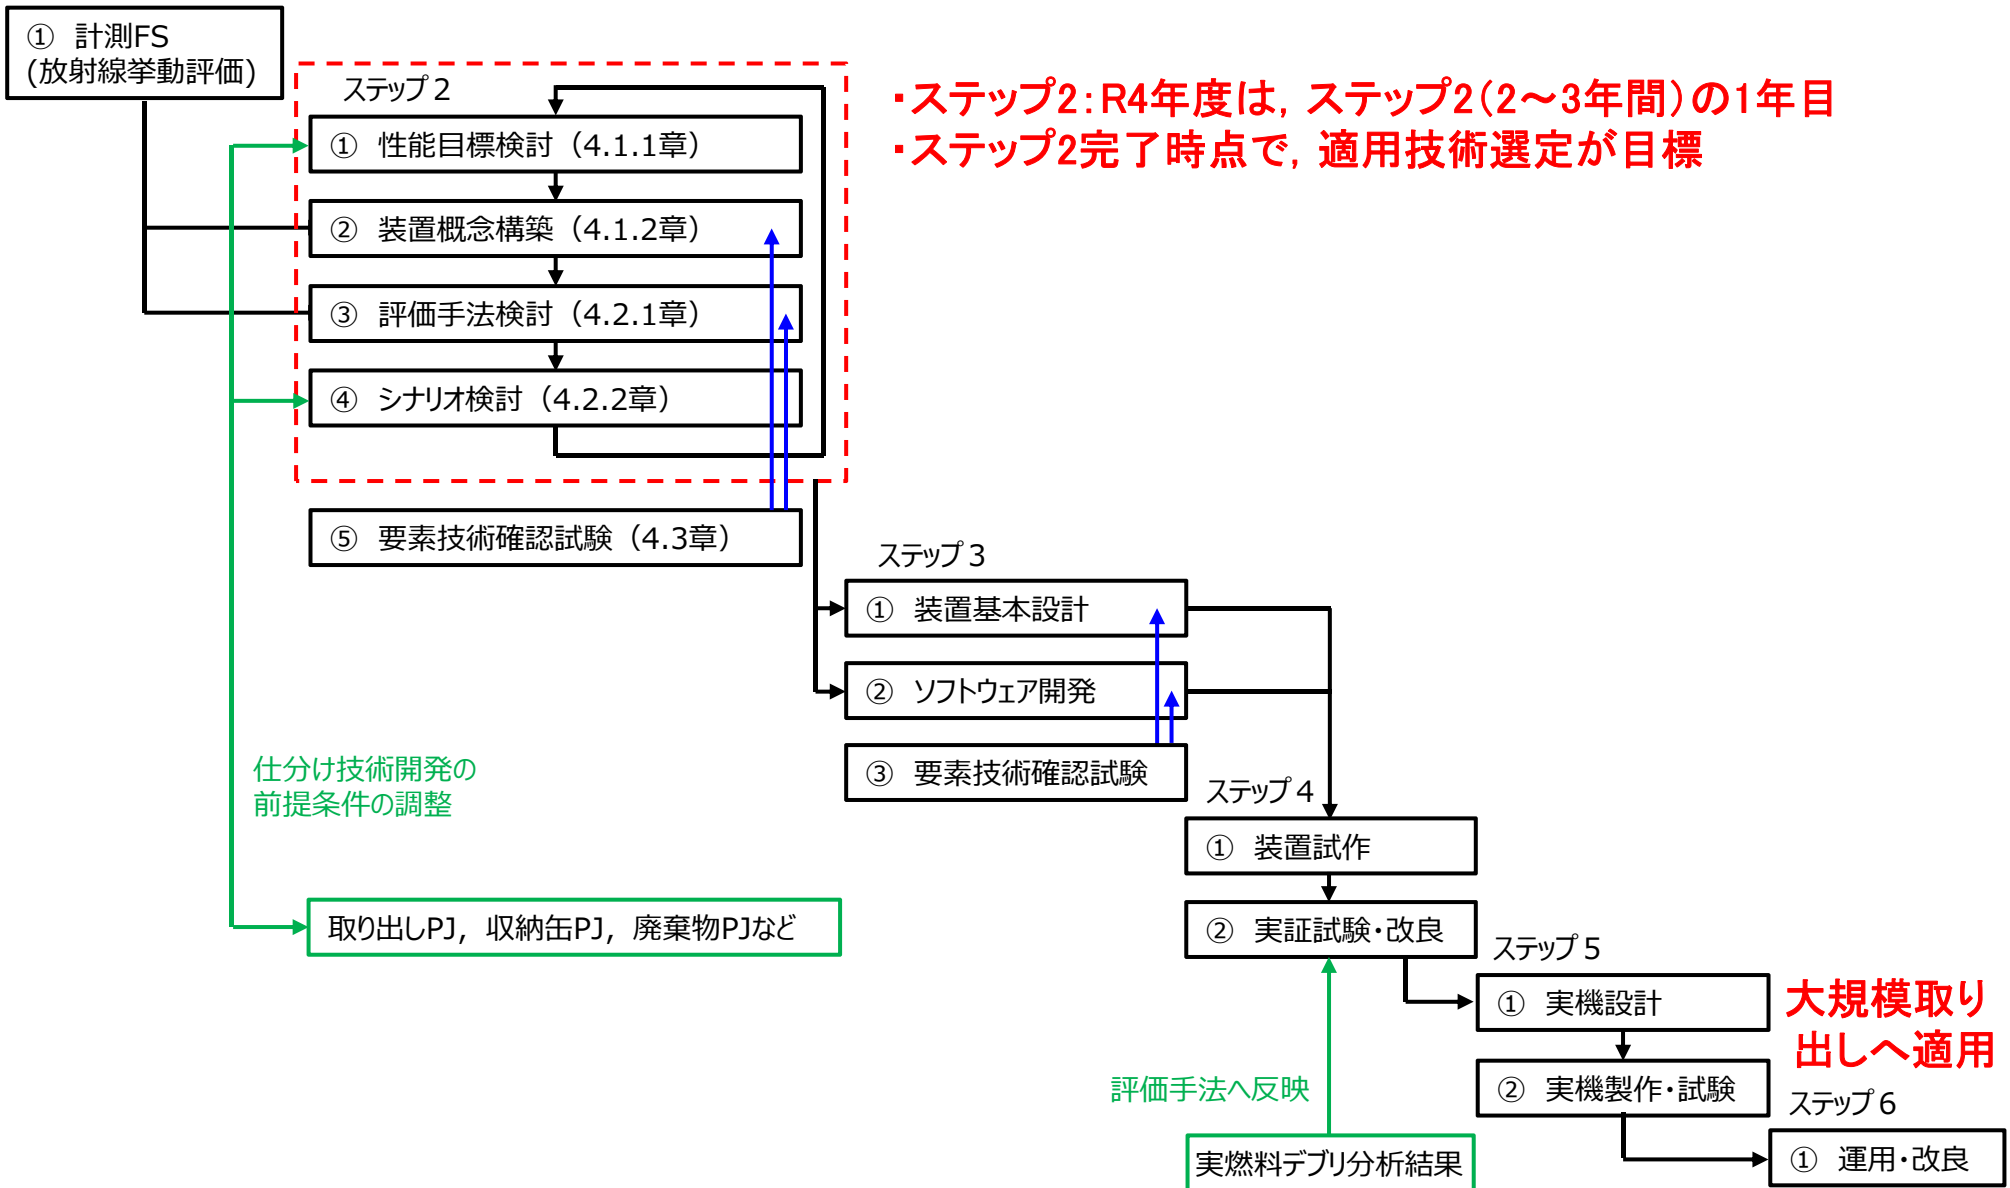 ① 計測FS
(放射線挙動評価)
ステップ2
① 性能目標検討（4.1.1章）
② 装置概念構築（4.1.2章）
③ 評価手法検討（4.2.1章）
④ シナリオ検討（4.2.2章）
⑤ 要素技術確認試験（4.3章）
・ステップ2：R4年度は，ステップ2（2～3年間）の1年目
・ステップ2完了時点で，適用技術選定が目標
ステップ3
① 装置基本設計
② ソフトウェア開発
③ 要素技術確認試験
仕分け技術開発の
前提条件の調整
取り出しPJ，収納缶PJ，廃棄物PJなど
ステップ4
① 装置試作
② 実証試験・改良
評価手法へ反映
実燃料デブリ分析結果
ステップ5
① 実機設計
② 実機製作・試験
大規模取り
出しへ適用
ステップ6
① 運用・改良